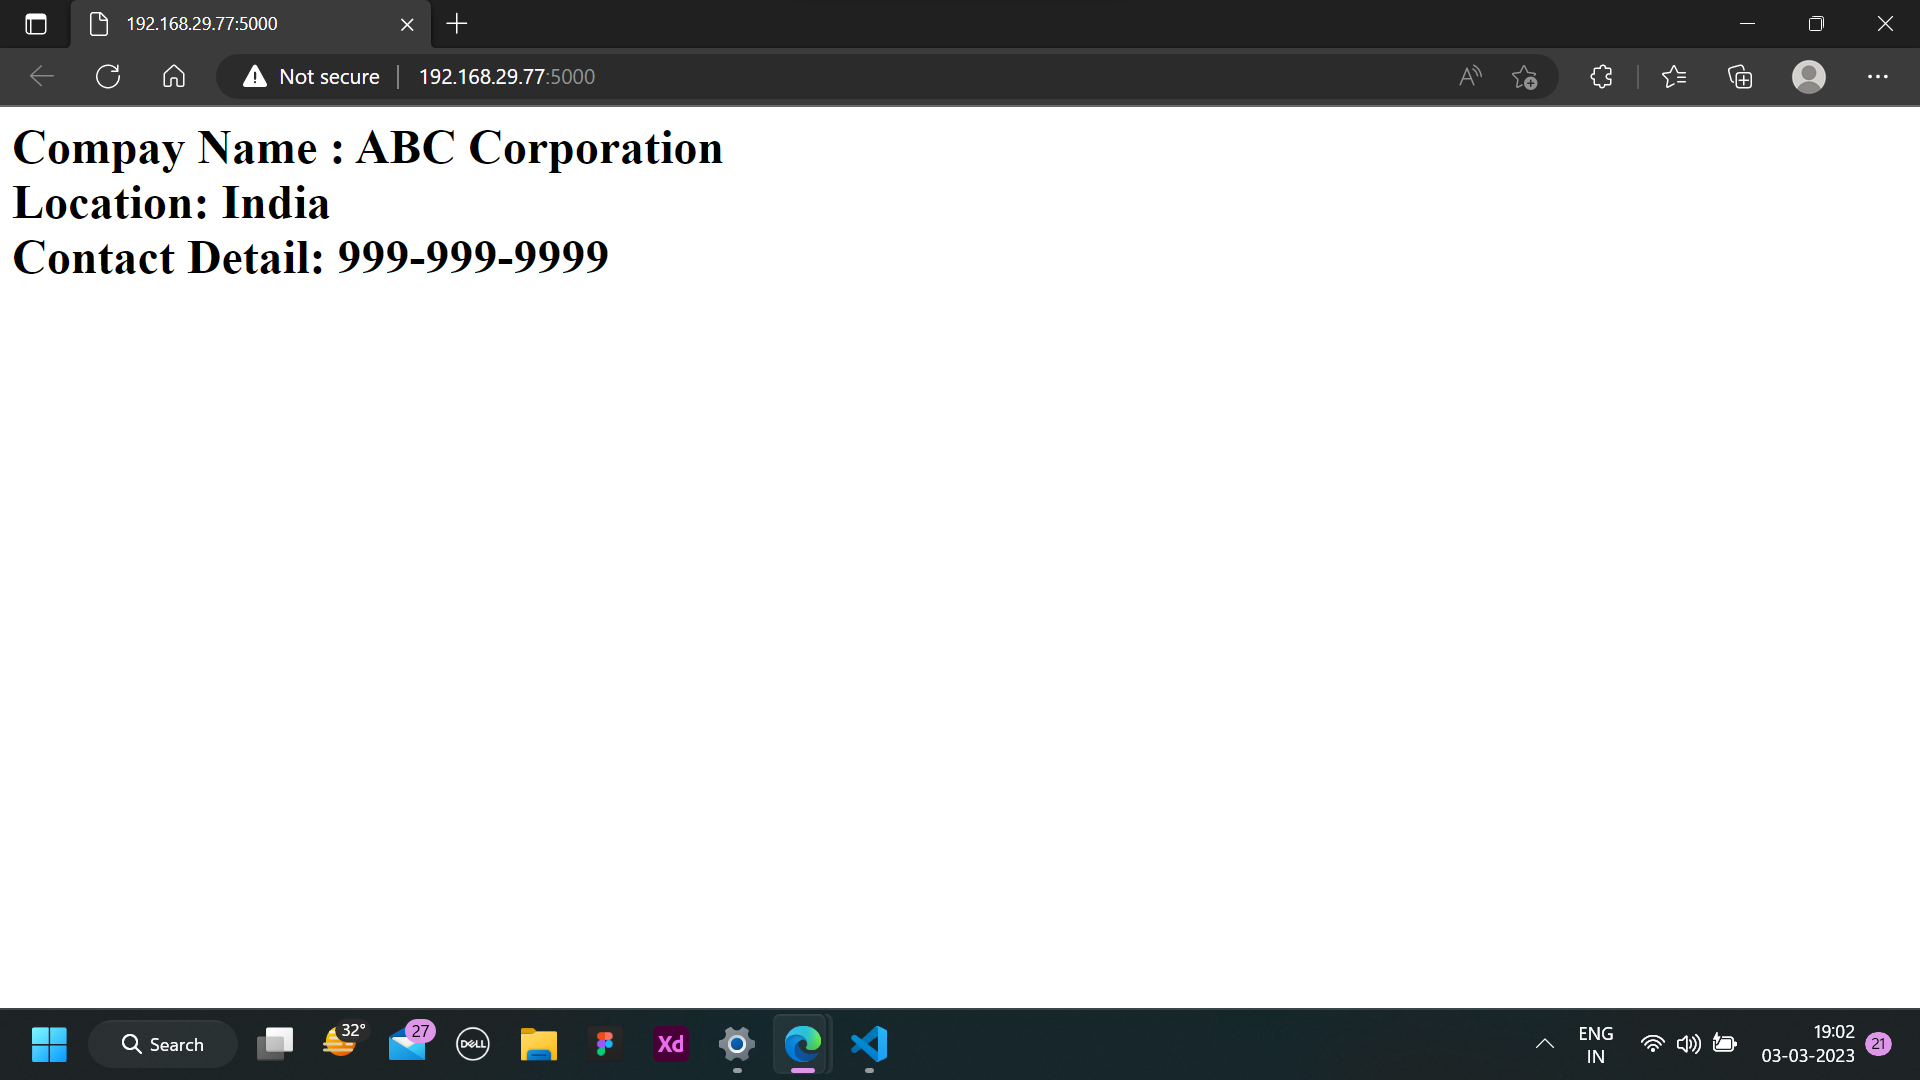 192.168.29.77:5000
Not secure
192.168.29.77:5000
Compay Name : ABC Corporation
Location: India
Contact Detail: 999-999-9999
Search
32°
27
DELL
Xd
ENG
IN
19:02
03-03-2023
21